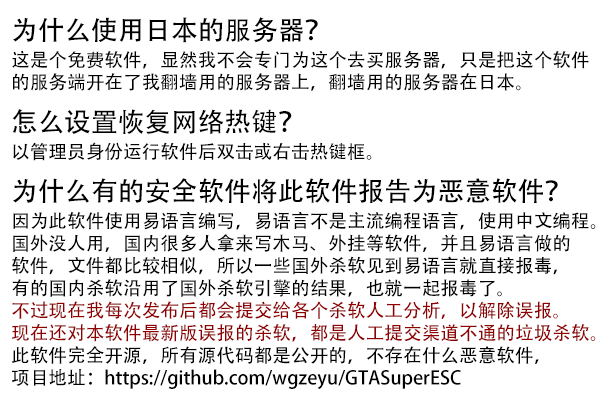 为什么使用日本的服务器？
这是个免费软件，显然我不会专门为这个去买服务器，只是把这个软件
的服务端开在了我翻墙用的服务器上，翻墙用的服务器在日本。
怎么设置恢复网络热键？
以管理员身份运行软件后双击或右击热键框。
为什么有的安全软件将此软件报告为恶意软件？
因为此软件使用易语言编写，易语言不是主流编程语言，使用中文编程。
国外没人用，国内很多人拿来写木马、外挂等软件，并且易语言做的
软件，文件都比较相似，所以一些国外杀软见到易语言就直接报毒，
有的国内杀软沿用了国外杀软引擎的结果，也就一起报毒了。
不过现在我每次发布后都会提交给各个杀软人工分析，以解除误报。
现在还对本软件最新版误报的杀软，都是人工提交渠道不通的垃圾杀软。
此软件完全开源，所有源代码都是公开的，不存在什么恶意软件，
项目地址：https://github.com/wgzeyu/GTASuperESC